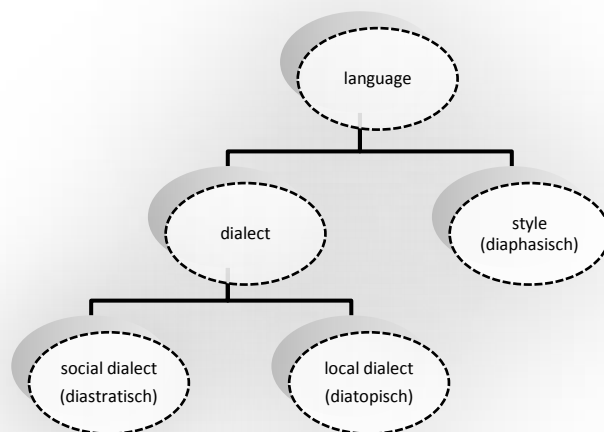 language
dialect
style
(diaphasisch)
social dialect
(diastratisch)
local dialect
(diatopisch)